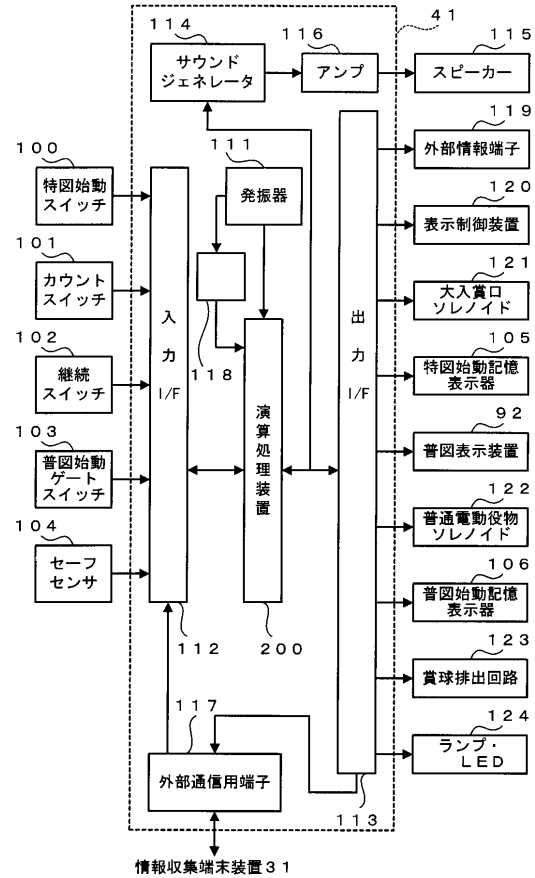 114
116
41
115
サウンド
ジェネレータ
アンプ
スピーカー
100
特図始動
スイッチ
111
発振器
119
外部情報端子
120
表示制御装置
101
カウント
スイッチ
121
大入賞口
ソレノイド
入力I/F
出力I/F
118
102
継続
スイッチ
105
特図始動記憶
表示器
演算処理装置
103
普図始動
ゲート
スイッチ
92
普図表示装置
122
普通電動役物
ソレノイド
104
セーフ
センサ
106
普図始動記憶
表示器
112
200
123
賞球排出回路
117
外部通信用端子
124
ランプ・
LED
113
情報収集端末装置31